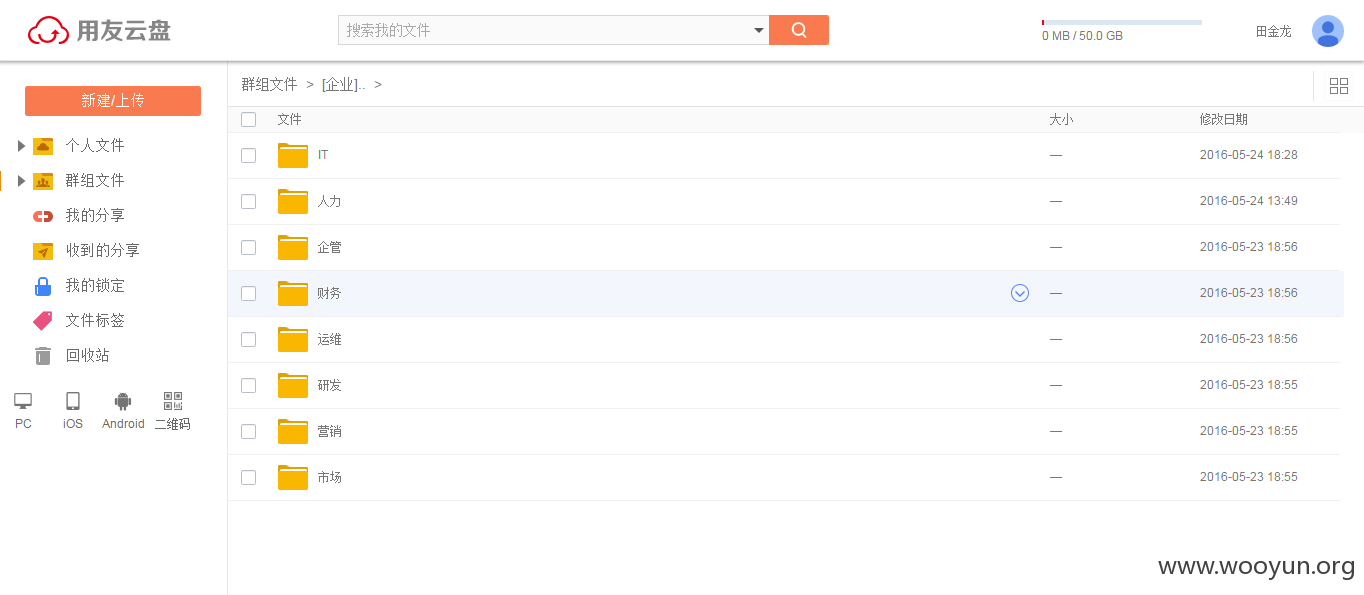 用友云盘
搜索我的文件
0 MB / 50.0 GB
田金龙
新建/上传
个人文件
群组文件
我的分享
收到的分享
我的锁定
文件标签
回收站
PC iOS Android 二维码
群组文件 > [企业].. >
文件 大小 修改日期
IT — 2016-05-24 18:28
人力 — 2016-05-24 13:49
企管 — 2016-05-23 18:56
财务 — 2016-05-23 18:56
运维 — 2016-05-23 18:56
研发 — 2016-05-23 18:55
营销 — 2016-05-23 18:55
市场 — 2016-05-23 18:55
www.wooyun.org